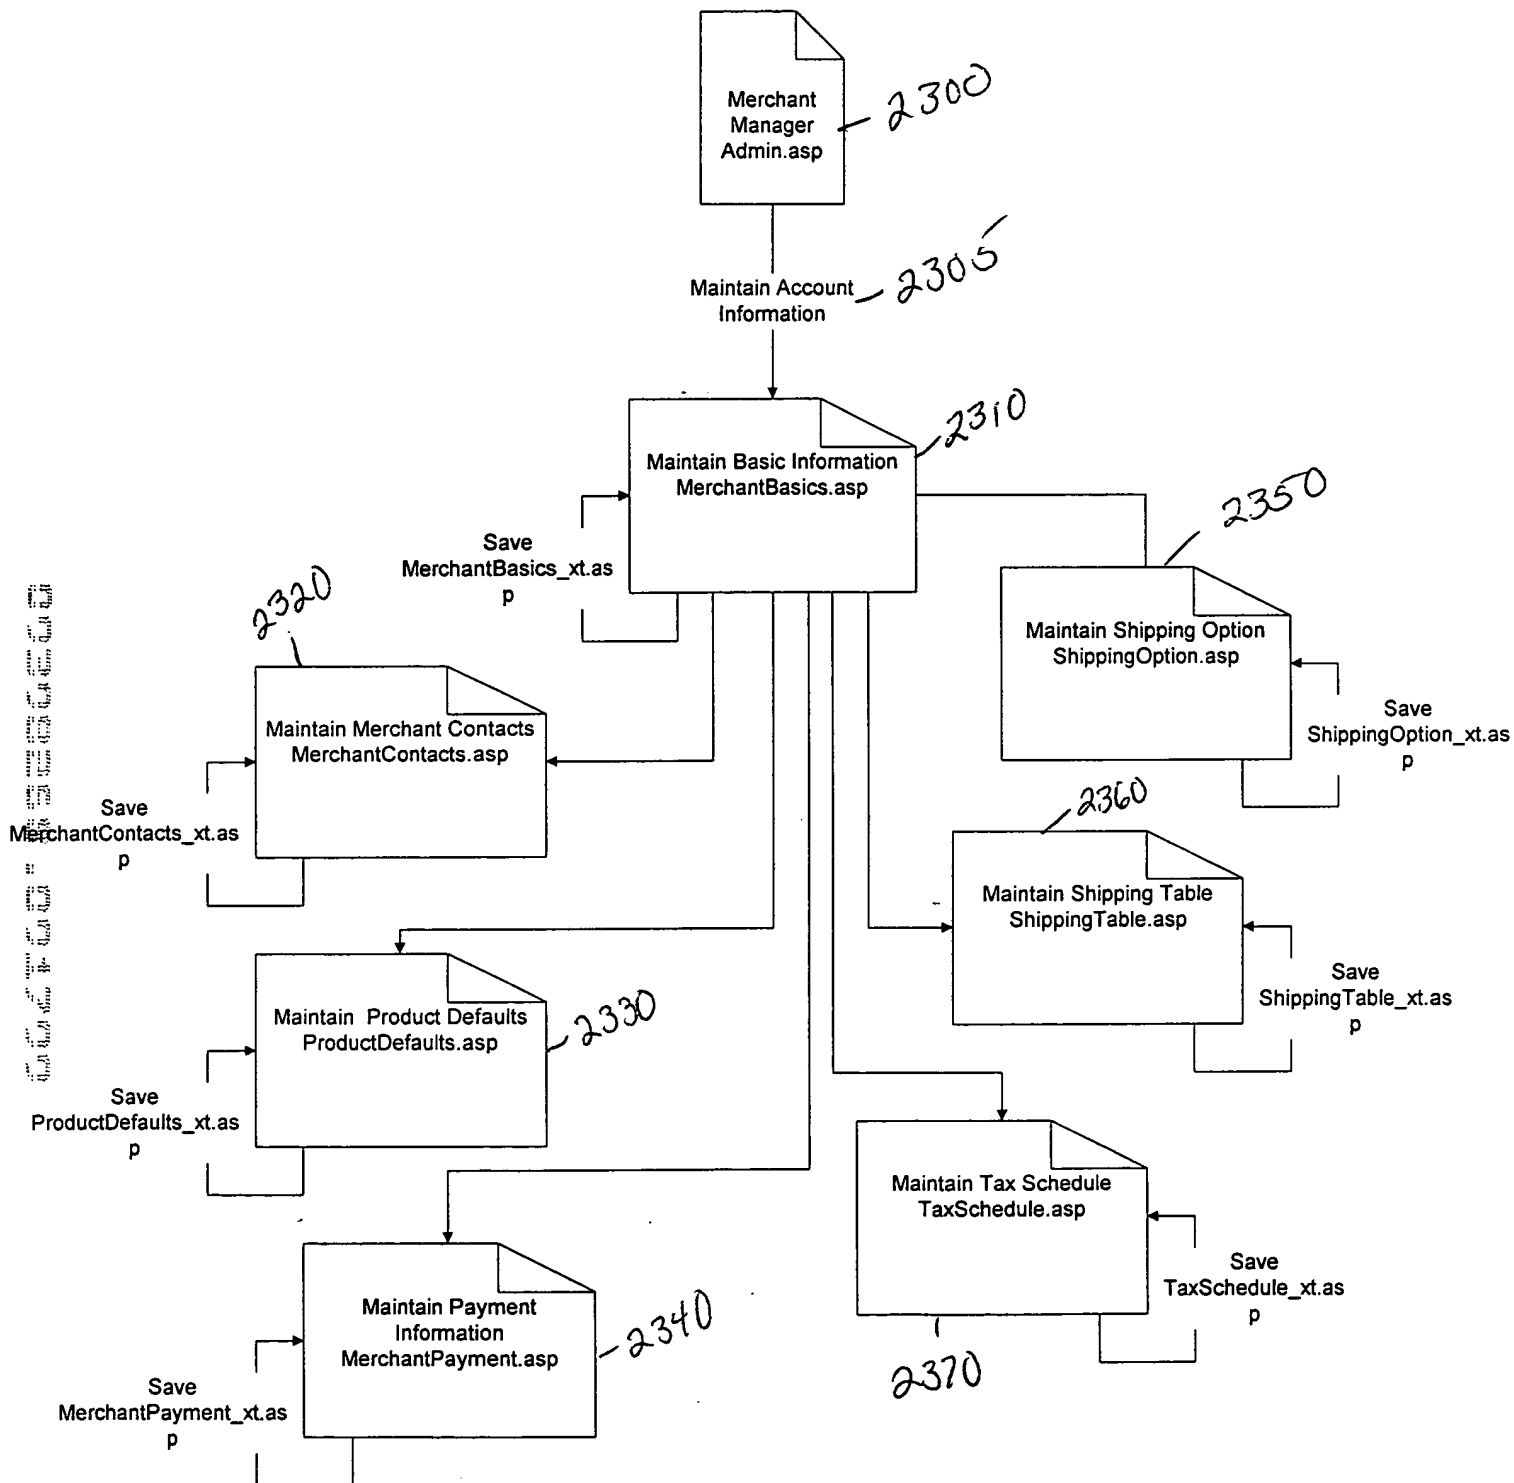 Merchant
Manager
Admin.asp
2300
Maintain Account
Information
2305
Maintain Basic Information
MerchantBasics.asp
2310
Save
MerchantBasics_xt.as
p
2350
Maintain Shipping Option
ShippingOption.asp
Save
ShippingOption_xt.as
p
2320
Maintain Merchant Contacts
MerchantContacts.asp
Save
MerchantContacts_xt.as
p
2360
Maintain Shipping Table
ShippingTable.asp
Save
ShippingTable_xt.as
p
Maintain Product Defaults
ProductDefaults.asp
2330
Save
ProductDefaults_xt.as
p
Maintain Tax Schedule
TaxSchedule.asp
Save
TaxSchedule_xt.as
p
2370
Maintain Payment
Information
MerchantPayment.asp
2340
Save
MerchantPayment_xt.as
p